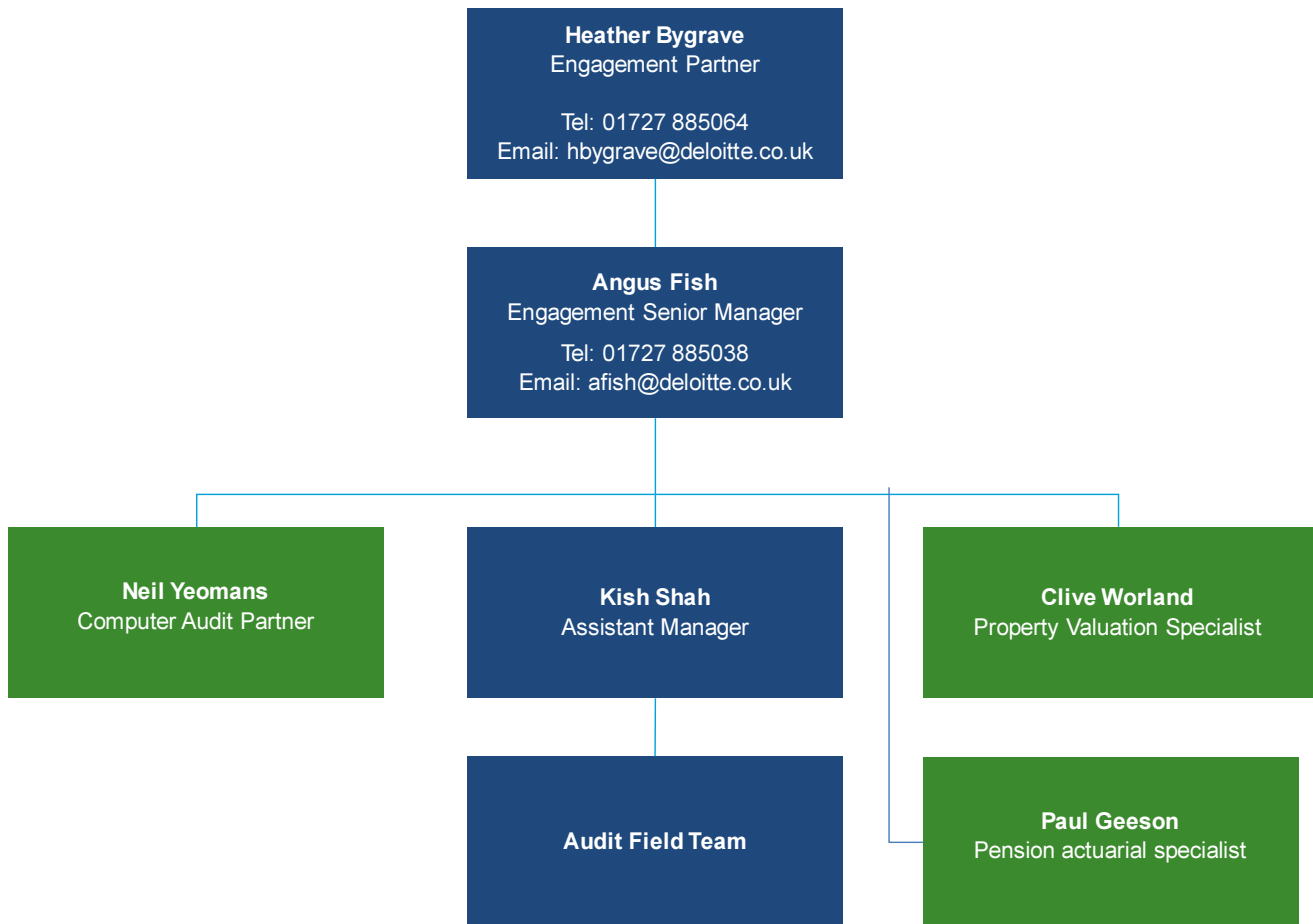 Heather Bygrave
Engagement Partner
Tel: 01727 885064
Email: hbygrave@deloitte.co.uk
Angus Fish
Engagement Senior Manager
Tel: 01727 885038
Email: afish@deloitte.co.uk
Neil Yeomans
Computer Audit Partner
Kish Shah
Assistant Manager
Clive Worland
Property Valuation Specialist
Audit Field Team
Paul Geeson
Pension actuarial specialist